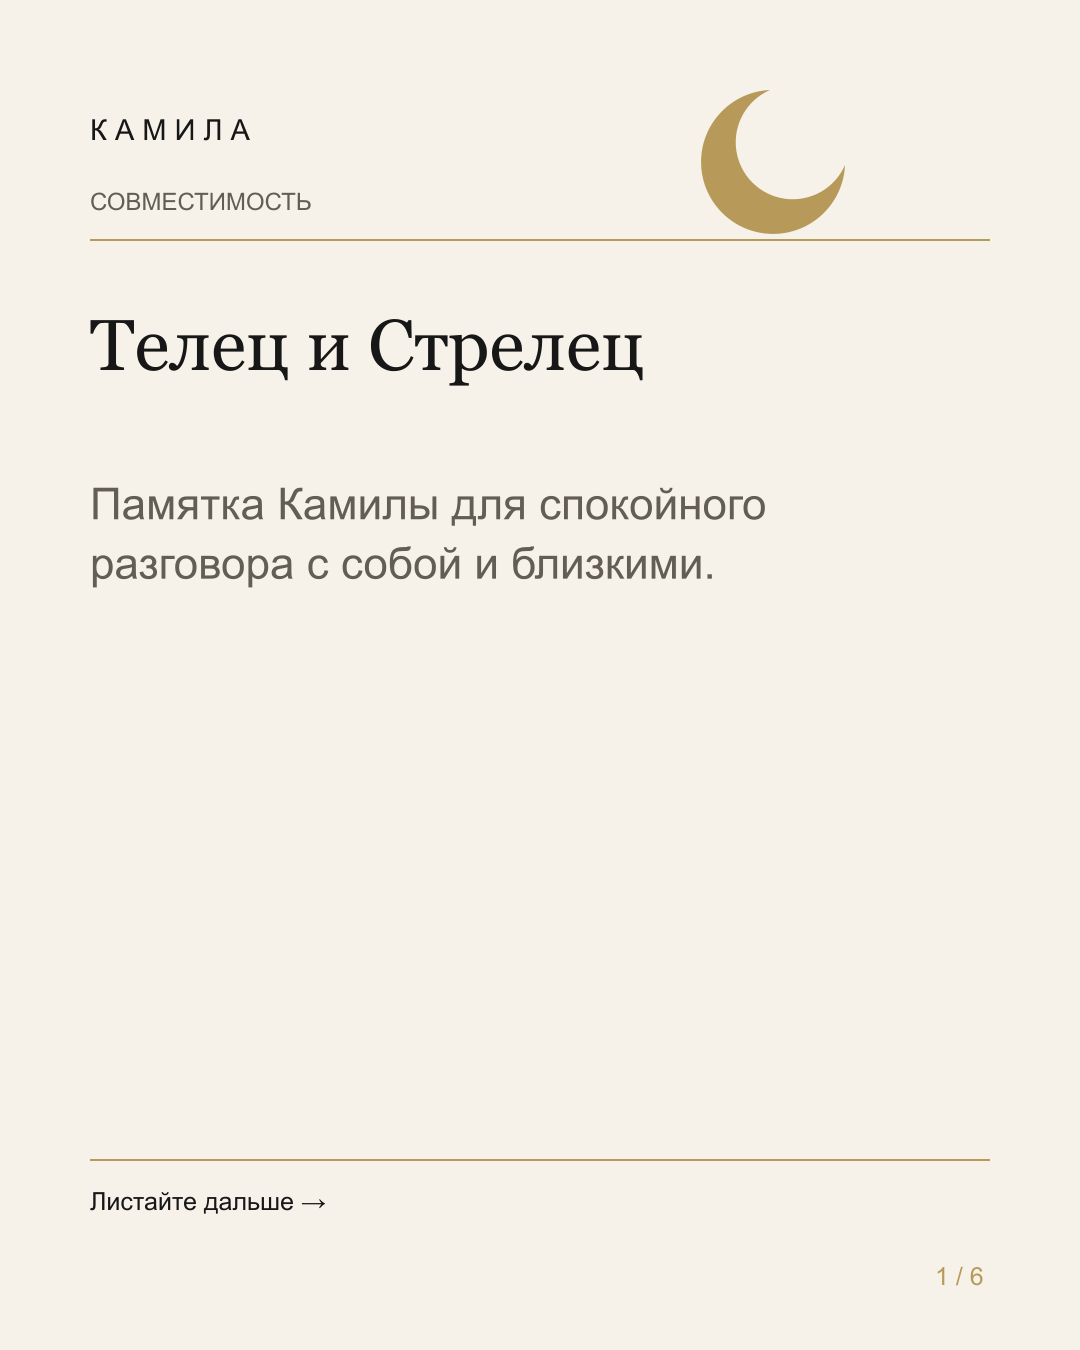 КАМИЛА
СОВМЕСТИМОСТЬ
Телец и Стрелец
Памятка Камилы для спокойного
разговора с собой и близкими.
Листайте дальше →
1 / 6